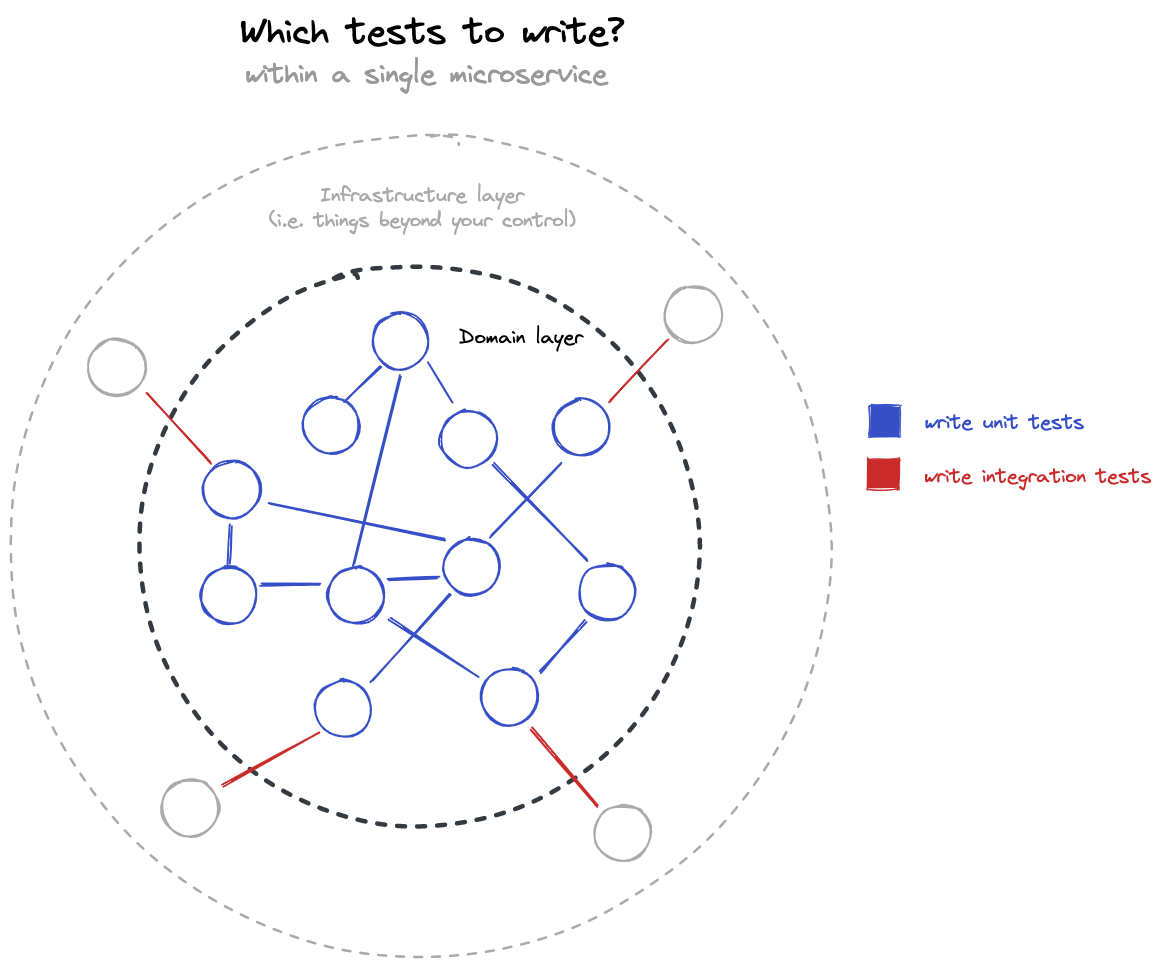 Which tests to write?
within a single microservice
Infrastructure layer
(i.e. things beyond your control)
Domain layer
write unit tests
write integration tests